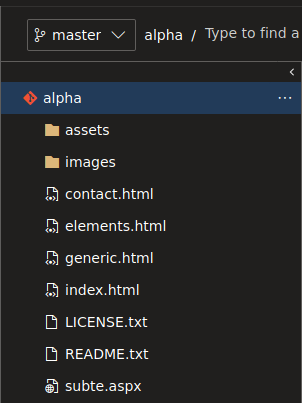 master alpha / Type to find a
alpha
assets
images
contact.html
elements.html
generic.html
index.html
LICENSE.txt
README.txt
subte.aspx